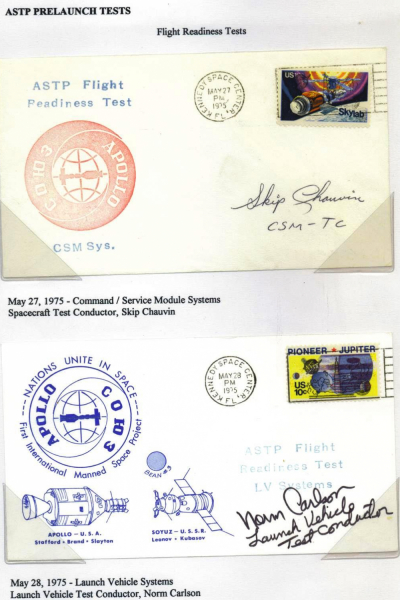 ASTP PRELAUNCH TESTS
Flight Readiness Tests
ASTP Flight
Readiness Test
KENNEDY SPACE CENTER,
MAY 27
PM
1975
FL.
US
Skylab
APOLLO
СОЮЗ
CSM Sys.
Skip Chauvin
CSM-TC
May 27, 1975 - Command / Service Module Systems
Spacecraft Test Conductor, Skip Chauvin
NATIONS UNITE IN SPACE
APOLLO
СОЮЗ
First International Manned Space Project
KENNEDY SPACE CENTER,
MAY 28
PM
1975
FL.
PIONEER ★ JUPITER
US
10c
BEAN #3
ASTP Flight
Readiness Test
LV Systems
Norm Carlson
Launch Vehicle
Test Conductor
APOLLO - U.S.A.
Stafford • Brand • Slayton
SOYUZ - U.S.S.R.
Leonov • Kubasov
May 28, 1975 - Launch Vehicle Systems
Launch Vehicle Test Conductor, Norm Carlson